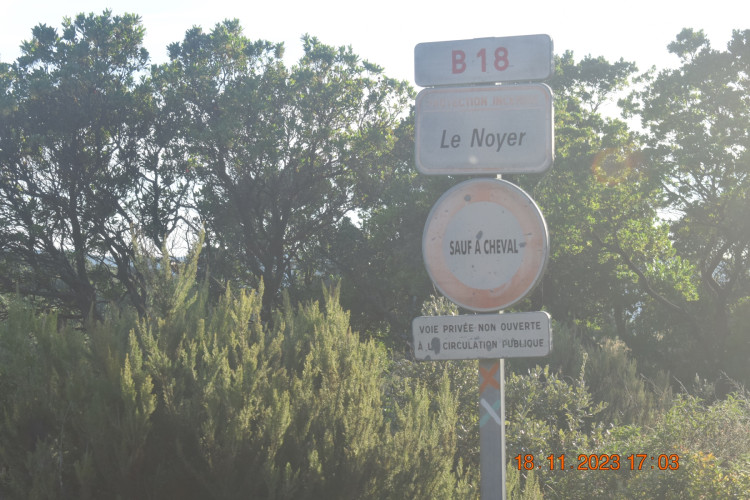 B 18
Le Noyer
SAUF À CHEVAL
VOIE PRIVÉE NON OUVERTE
À LA CIRCULATION PUBLIQUE
18.11.2023 17:03